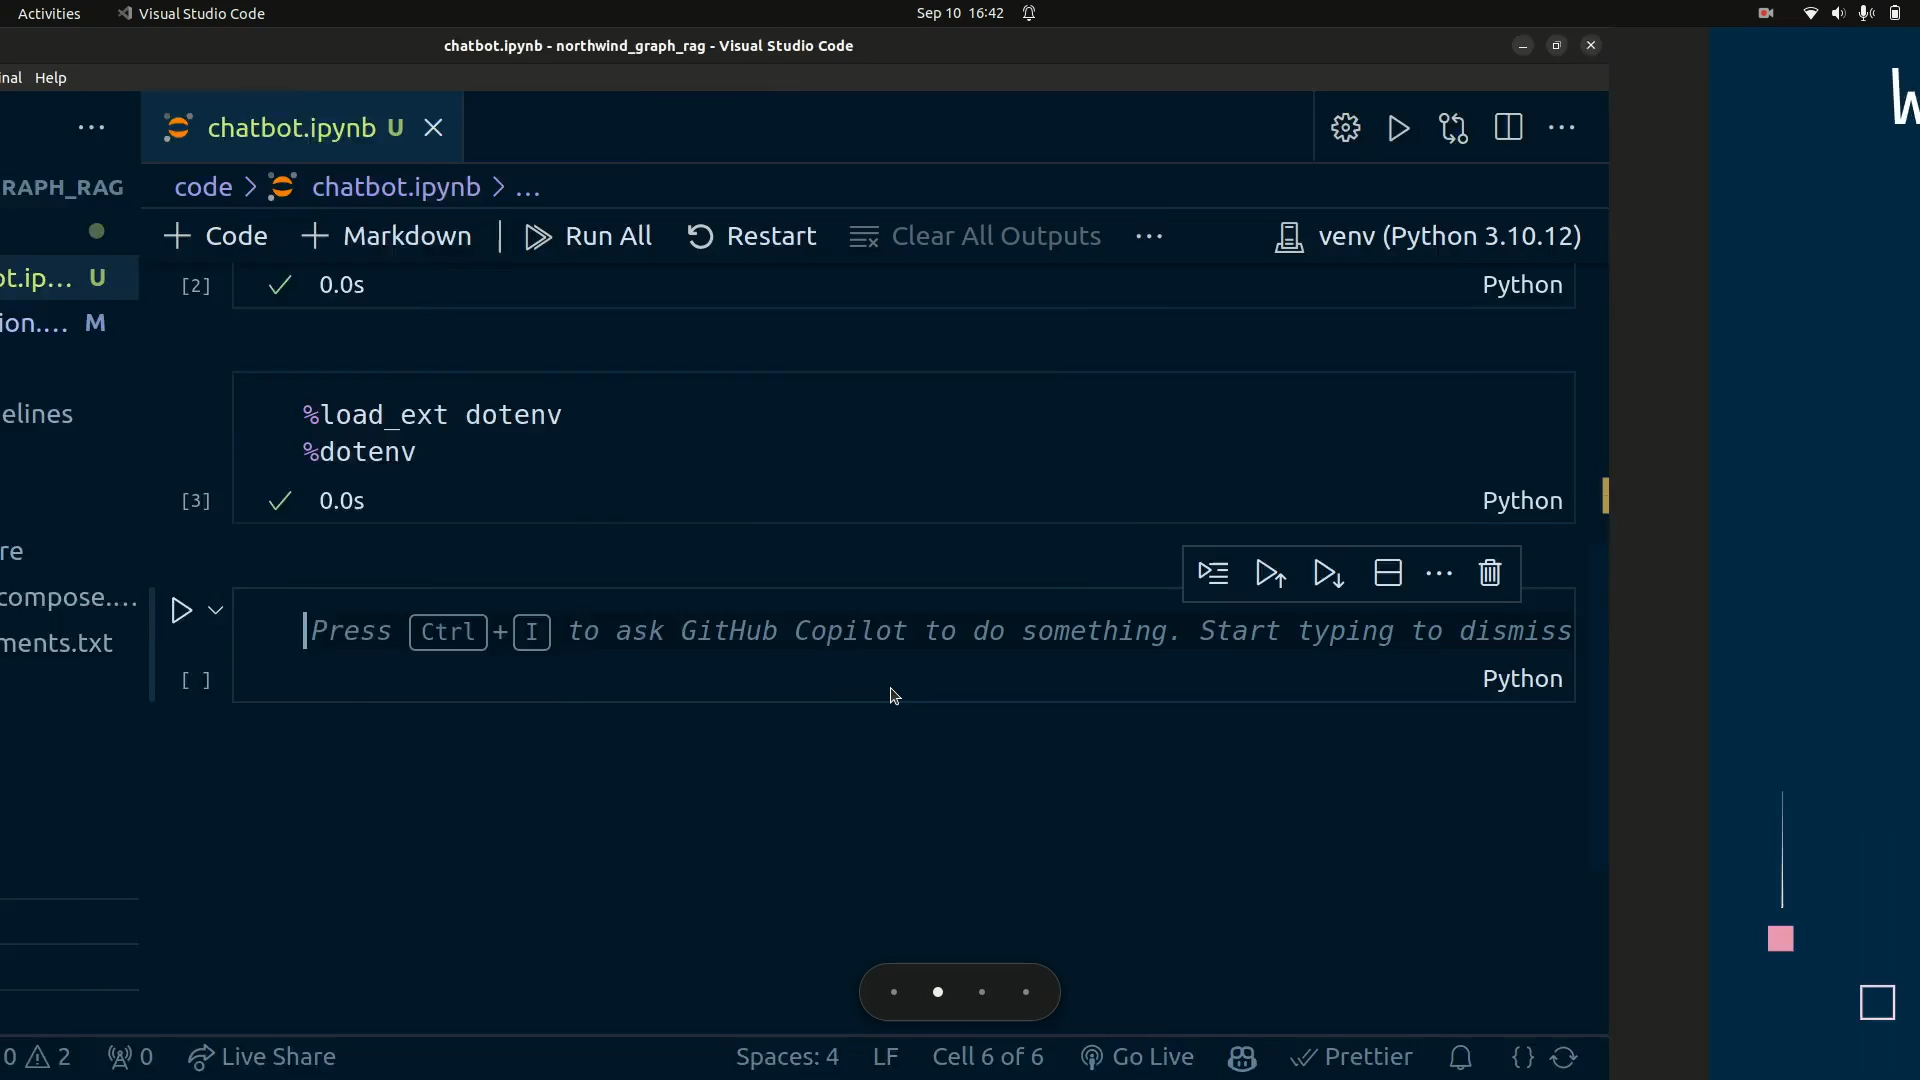 Activities Visual Studio Code Sep 10 16:42
chatbot.ipynb - northwind_graph_rag - Visual Studio Code
inal Help
chatbot.ipynb U
RAPH_RAG
code > chatbot.ipynb > ...
Code Markdown | Run All Restart Clear All Outputs ... venv (Python 3.10.12)
ot.ip... U
[2] 0.0s Python
ion.... M
elines
%load_ext dotenv
%dotenv
[3] 0.0s Python
re
compose....
ments.txt
Press Ctrl+I to ask GitHub Copilot to do something. Start typing to dismiss
[ ] Python
0 2 0 Live Share Spaces: 4 LF Cell 6 of 6 Go Live Prettier {}
W